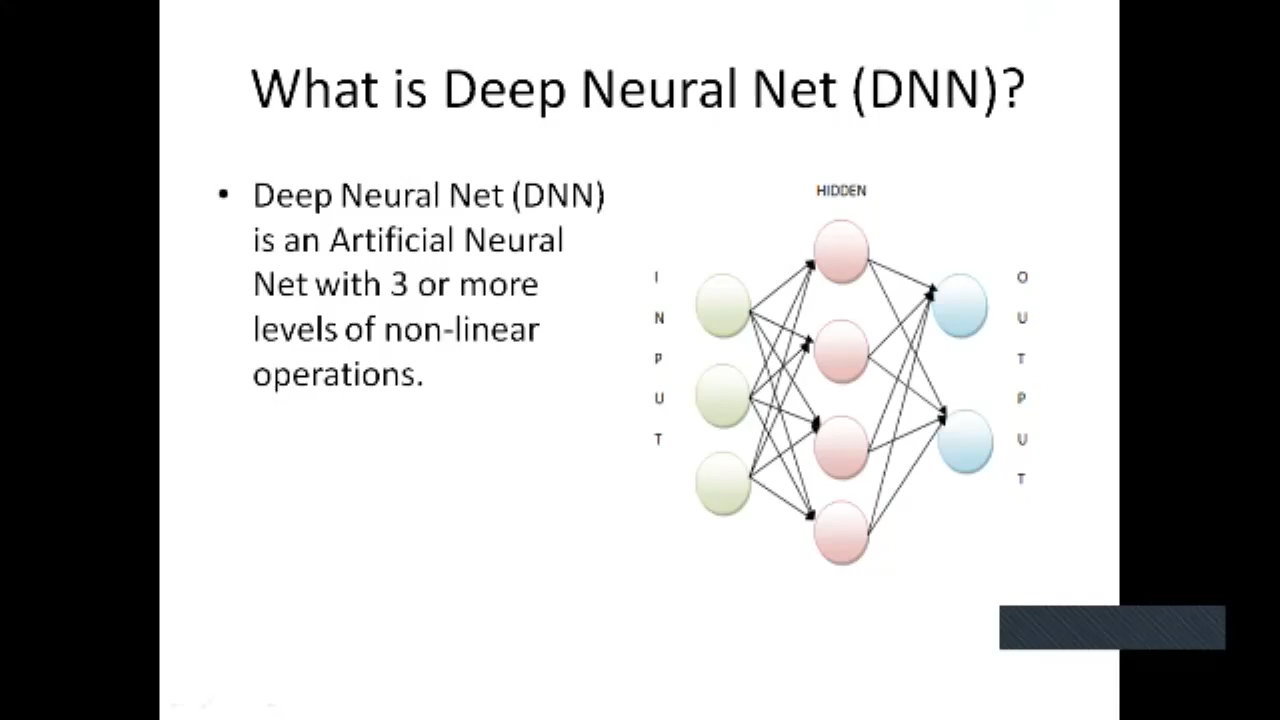 What is Deep Neural Net (DNN)?
• Deep Neural Net (DNN)
is an Artificial Neural
Net with 3 or more
levels of non-linear
operations.
HIDDEN
I
N
P
U
T
O
U
T
P
U
T